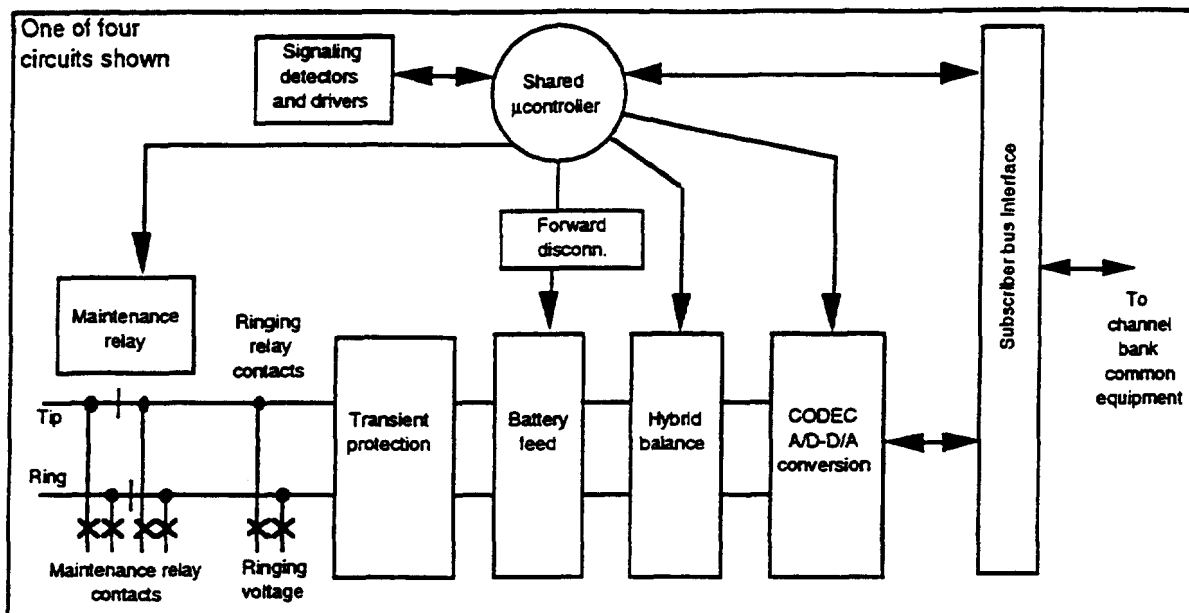 One of four
circuits shown
Signaling
detectors
and drivers
Shared
μcontroller
Forward
disconn.
Maintenance
relay
Ringing
relay
contacts
Tip
Ring
Transient
protection
Battery
feed
Hybrid
balance
CODEC
A/D-D/A
conversion
Subscriber bus Interface
To
channel
bank
common
equipment
Maintenance relay
contacts
Ringing
voltage